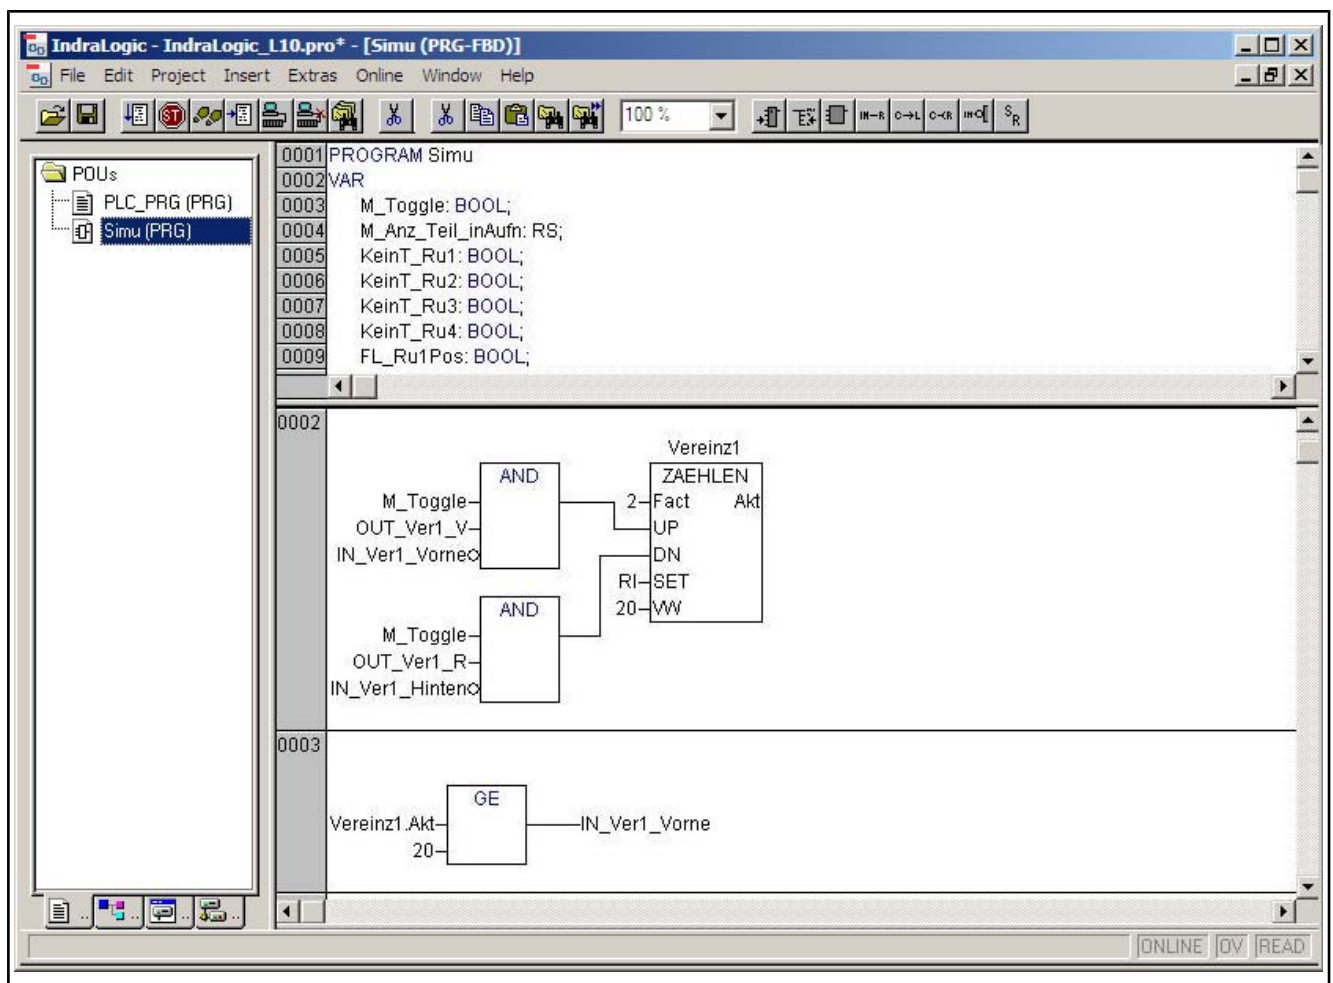 IndraLogic - IndraLogic_L10.pro* - [Simu (PRG-FBD)]
File Edit Project Insert Extras Online Window Help
100 %
POUs
PLC_PRG (PRG)
Simu (PRG)
0001 PROGRAM Simu
0002 VAR
0003 M_Toggle: BOOL;
0004 M_Anz_Teil_inAufn: RS;
0005 KeinT_Ru1: BOOL;
0006 KeinT_Ru2: BOOL;
0007 KeinT_Ru3: BOOL;
0008 KeinT_Ru4: BOOL;
0009 FL_Ru1Pos: BOOL;
0002
Vereinz1
AND
M_Toggle
OUT_Ver1_V
IN_Ver1_Vorne
ZAEHLEN
2 Fact Akt
UP
DN
RI SET
20 VW
AND
M_Toggle
OUT_Ver1_R
IN_Ver1_Hinten
0003
GE
Vereinz1.Akt IN_Ver1_Vorne
20
ONLINE OV READ